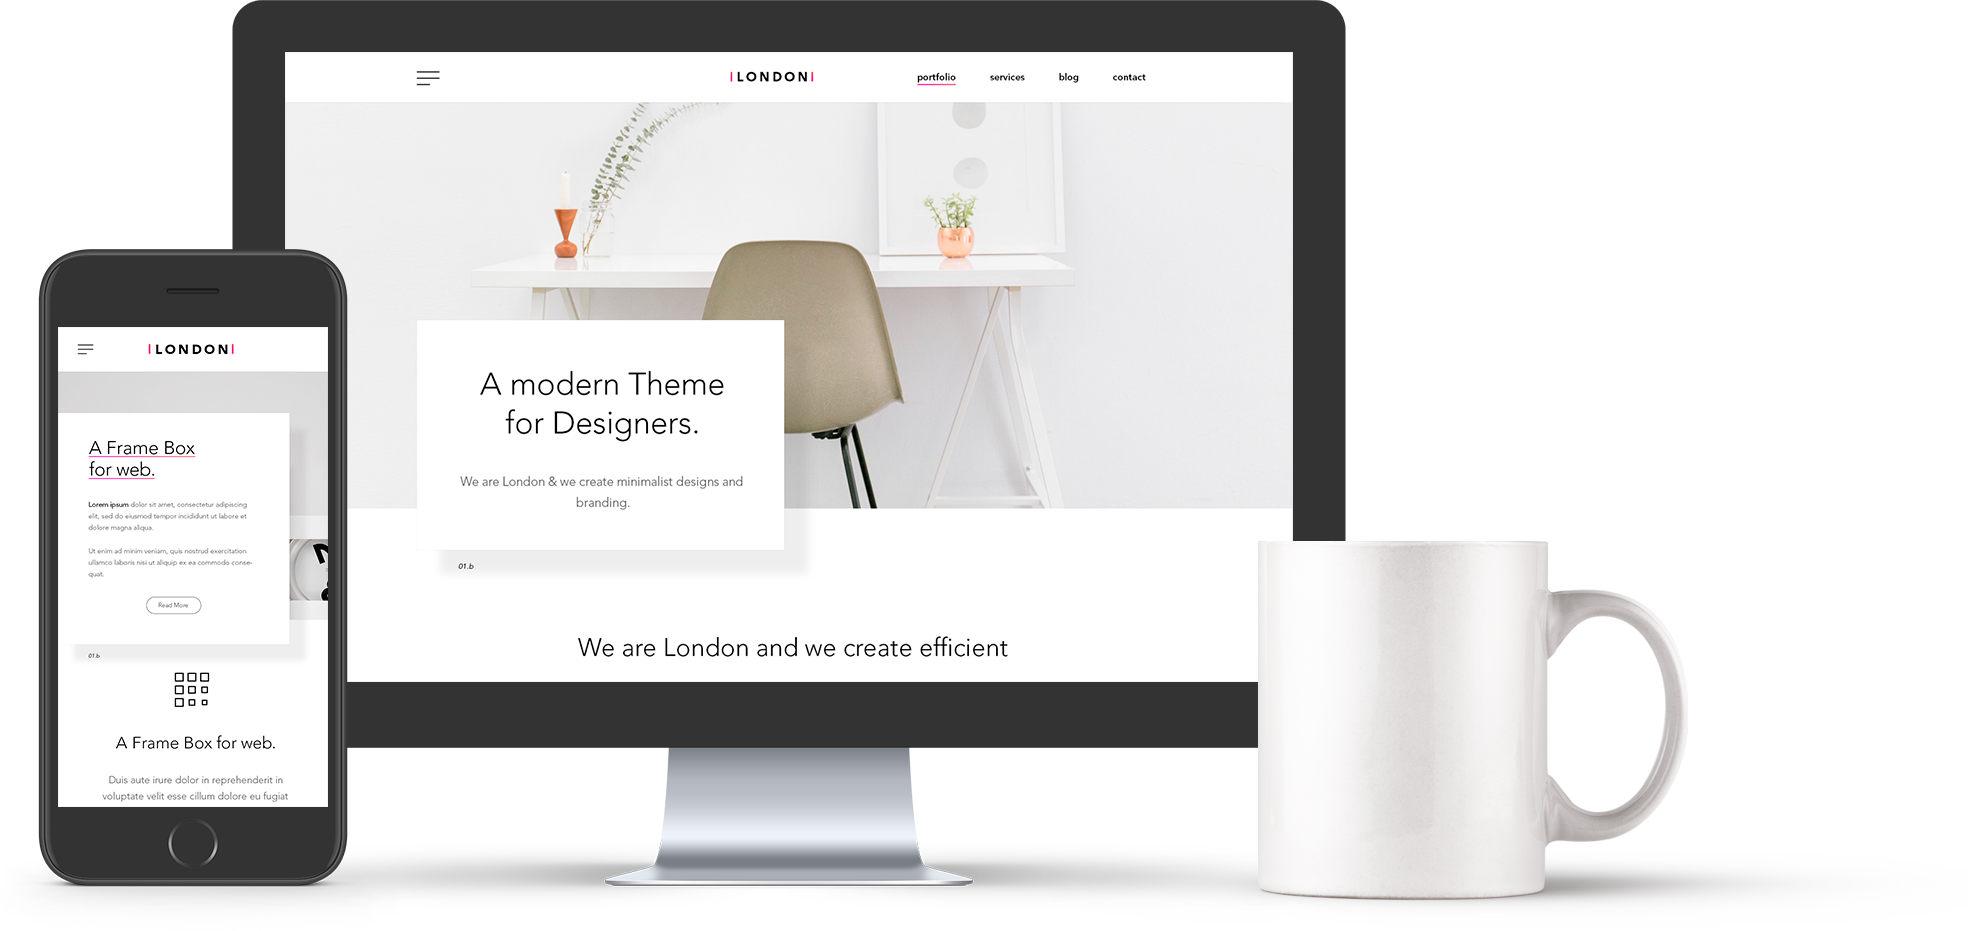 |LONDON|
portfolio services blog contact
A modern Theme
for Designers.
We are London & we create minimalist designs and
branding.
01.b
We are London and we create efficient
|LONDON|
A Frame Box
for web.
Lorem ipsum dolor sit amet, consectetur adipiscing
elit, sed do eiusmod tempor incididunt ut labore et
dolore magna aliqua.
Ut enim ad minim veniam, quis nostrud exercitation
ullamco laboris nisi ut aliquip ex ea commodo conse-
quat.
Read More
01.b
A Frame Box for web.
Duis aute irure dolor in reprehenderit in
voluptate velit esse cillum dolore eu fugiat